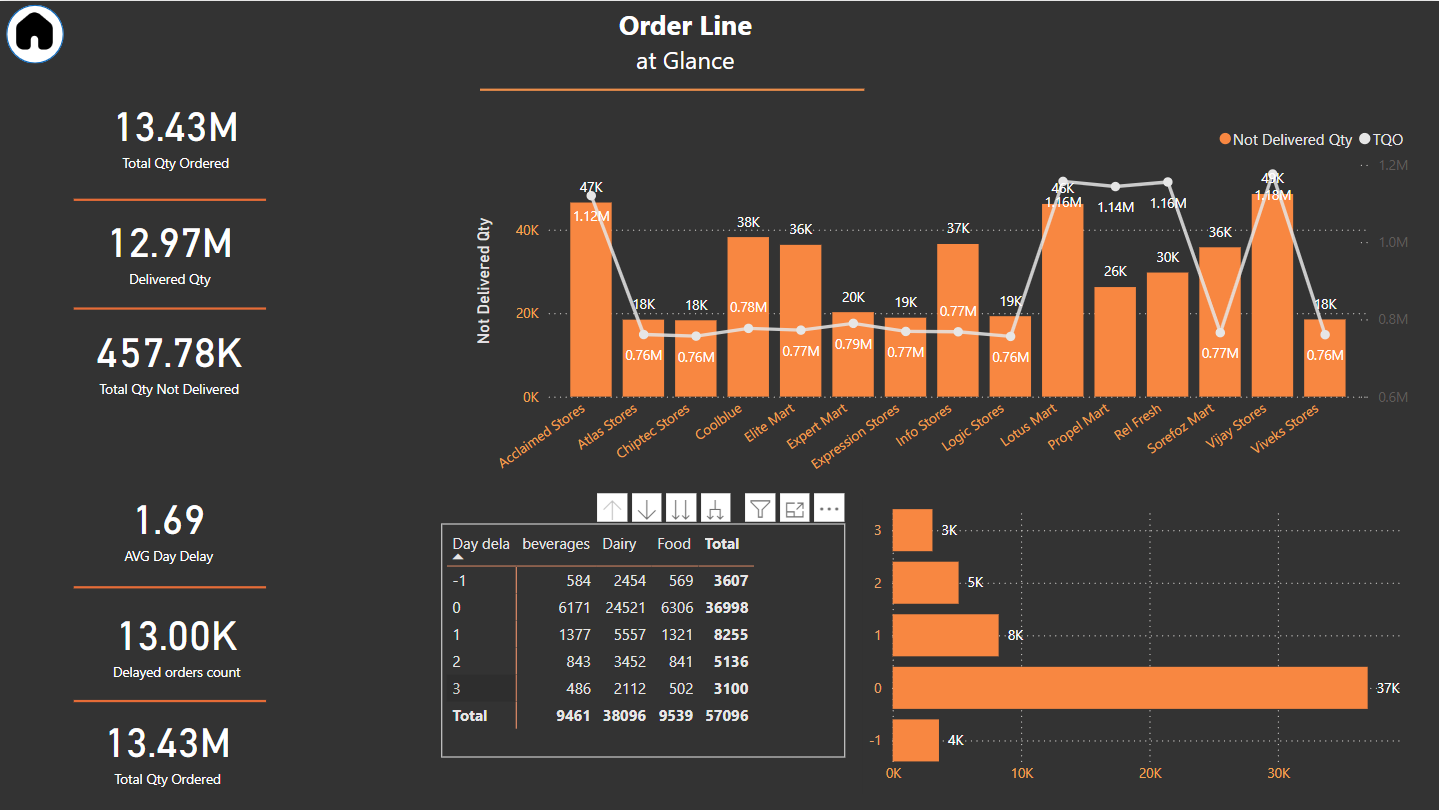 Order Line
at Glance
13.43M
Total Qty Ordered
12.97M
Delivered Qty
457.78K
Total Qty Not Delivered
1.69
AVG Day Delay
13.00K
Delayed orders count
13.43M
Total Qty Ordered
Not Delivered Qty TQO
Not Delivered Qty
40K
20K
0K
1.2M
1.0M
0.8M
0.6M
47K 18K 18K 38K 36K 20K 19K 37K 19K 46K 26K 30K 36K 18K
1.12M 0.76M 0.76M 0.78M 0.77M 0.79M 0.77M 0.77M 0.76M 1.16M 1.14M 1.16M 0.77M 1.18M 0.76M
Acclaimed Stores
Atlas Stores
Chiptec Stores
Coolblue
Elite Mart
Expert Mart
Expression Stores
Info Stores
Logic Stores
Lotus Mart
Propel Mart
Rel Fresh
Sorefoz Mart
Vijay Stores
Viveks Stores
Day dela beverages Dairy Food Total
-1 584 2454 569 3607
0 6171 24521 6306 36998
1 1377 5557 1321 8255
2 843 3452 841 5136
3 486 2112 502 3100
Total 9461 38096 9539 57096
3 3K
2 5K
1 8K
0 37K
-1 4K
0K 10K 20K 30K